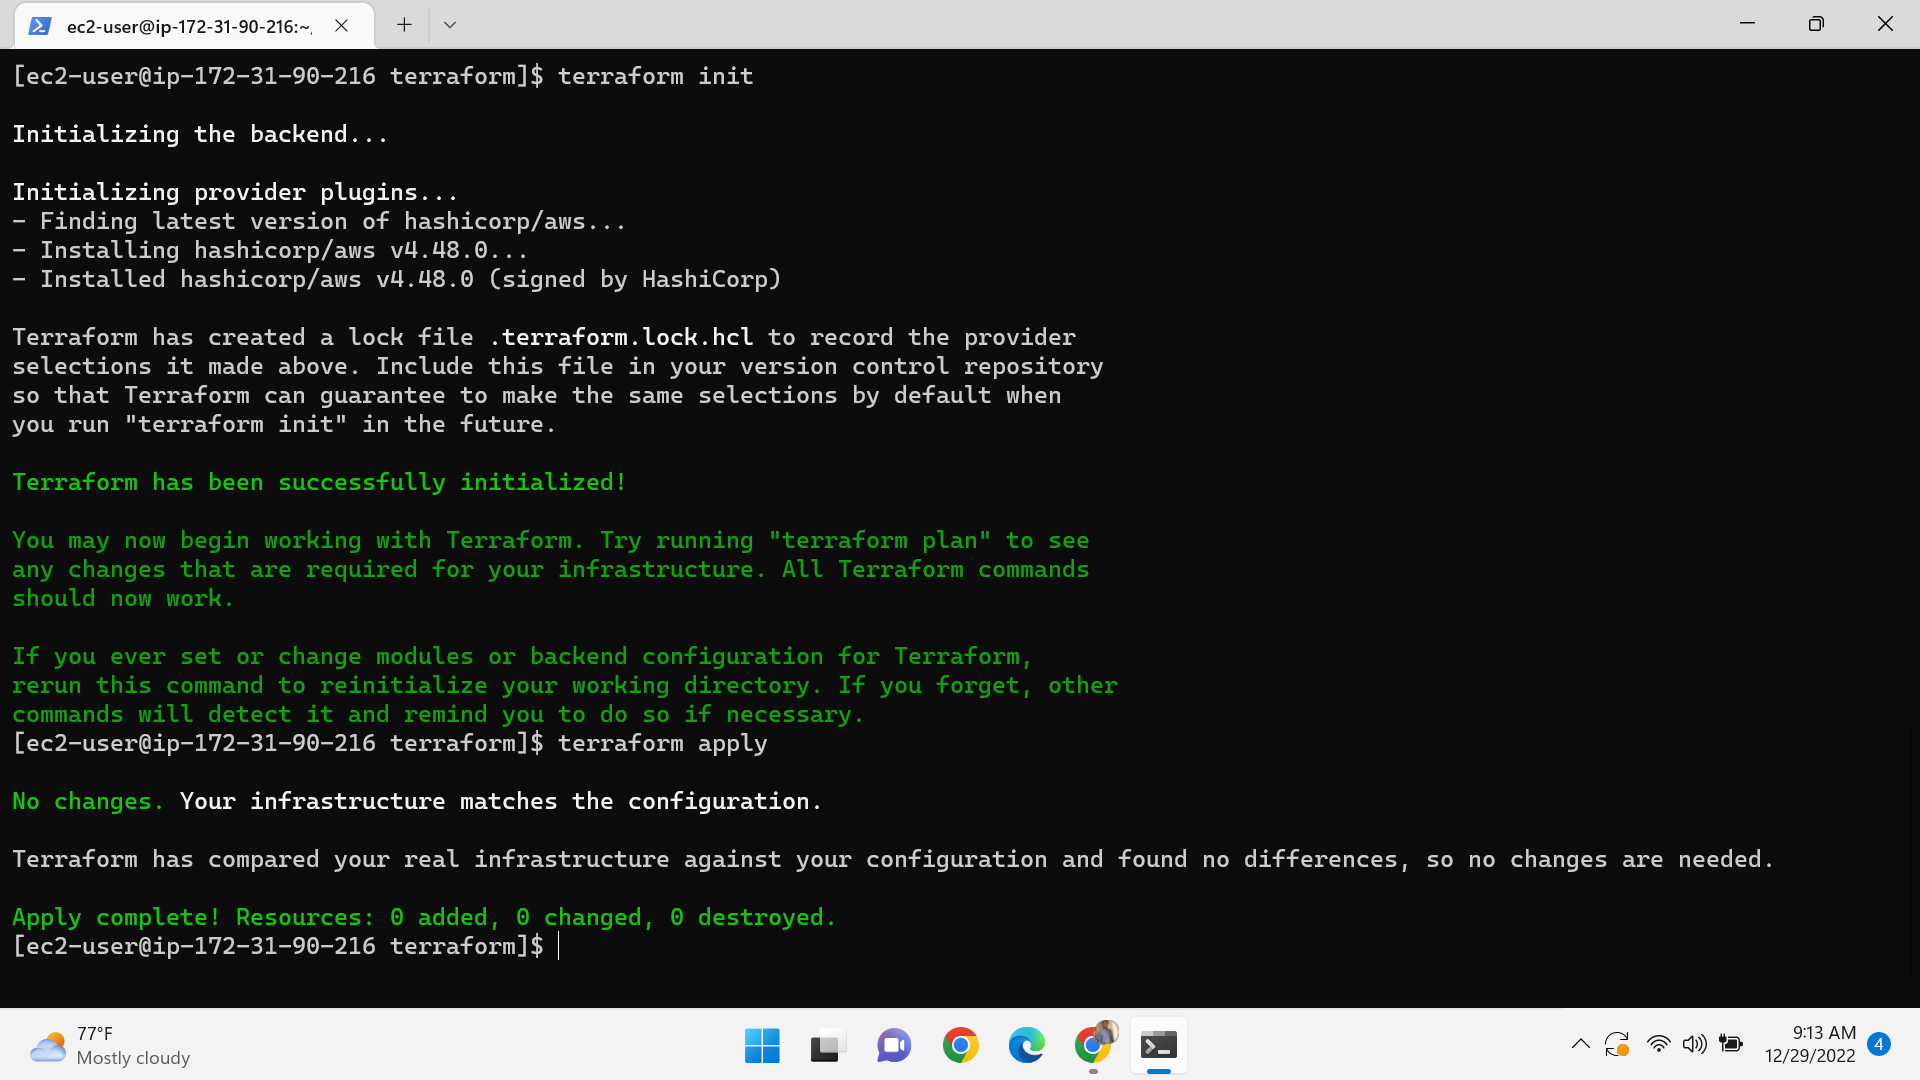 ec2-user@ip-172-31-90-216:~,
[ec2-user@ip-172-31-90-216 terraform]$ terraform init
Initializing the backend...
Initializing provider plugins...
- Finding latest version of hashicorp/aws...
- Installing hashicorp/aws v4.48.0...
- Installed hashicorp/aws v4.48.0 (signed by HashiCorp)
Terraform has created a lock file .terraform.lock.hcl to record the provider
selections it made above. Include this file in your version control repository
so that Terraform can guarantee to make the same selections by default when
you run "terraform init" in the future.
Terraform has been successfully initialized!
You may now begin working with Terraform. Try running "terraform plan" to see
any changes that are required for your infrastructure. All Terraform commands
should now work.
If you ever set or change modules or backend configuration for Terraform,
rerun this command to reinitialize your working directory. If you forget, other
commands will detect it and remind you to do so if necessary.
[ec2-user@ip-172-31-90-216 terraform]$ terraform apply
No changes. Your infrastructure matches the configuration.
Terraform has compared your real infrastructure against your configuration and found no differences, so no changes are needed.
Apply complete! Resources: 0 added, 0 changed, 0 destroyed.
[ec2-user@ip-172-31-90-216 terraform]$
77°F
Mostly cloudy
9:13 AM
12/29/2022
4